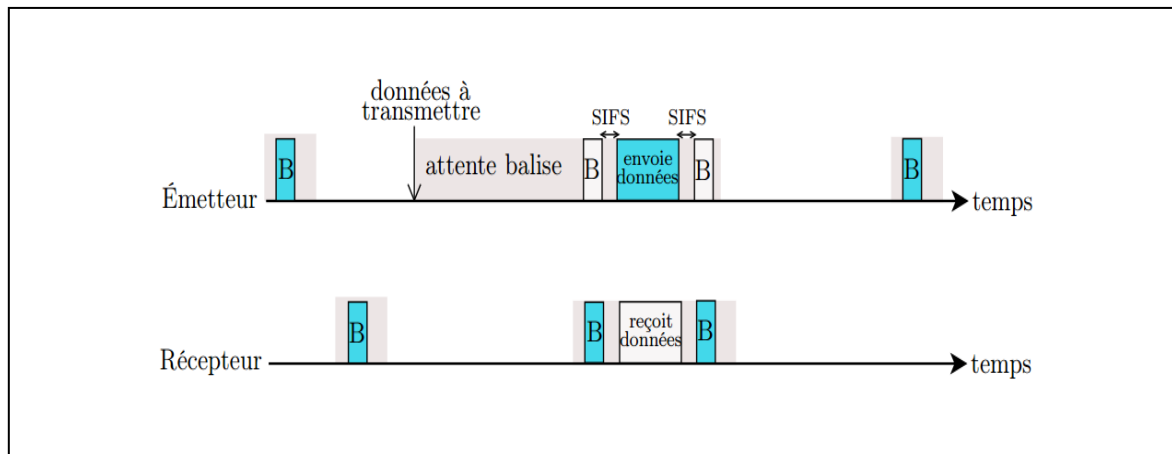 données à
transmettre
SIFS SIFS
B attente balise B envoie données B B
Émetteur temps
B B reçoit données B
Récepteur temps